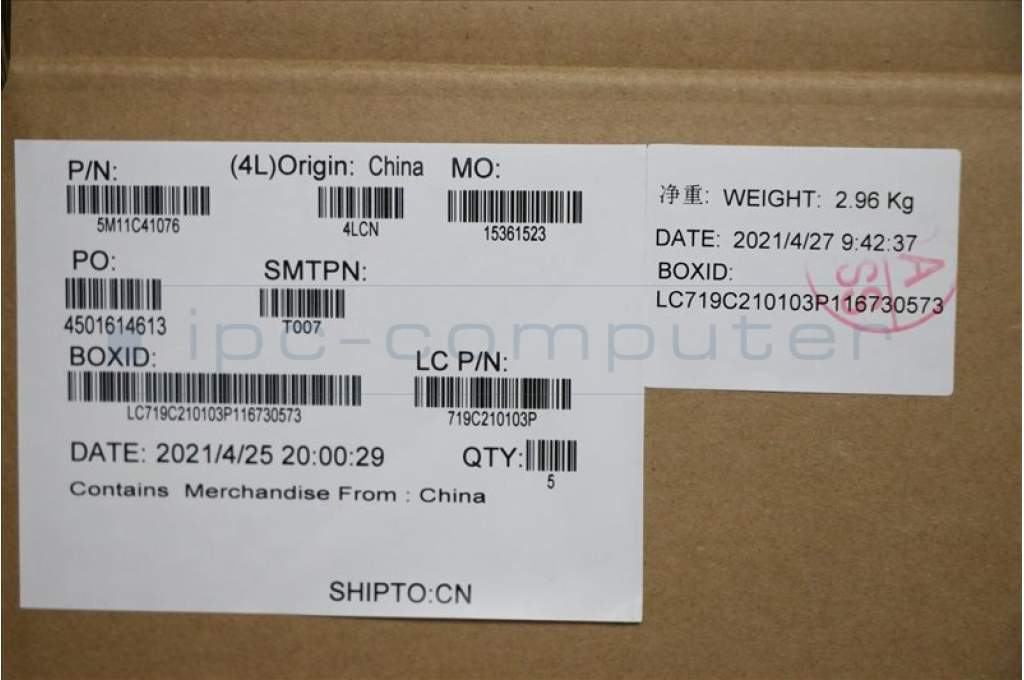 P/N: (4L)Origin: China MO:
5M11C41076 4LCN 15361523
PO: SMTPN:
4501614613 T007
BOXID: LC P/N:
LC719C210103P116730573 719C210103P
DATE: 2021/4/25 20:00:29 QTY:
5
Contains Merchandise From : China
SHIPTO:CN
净重: WEIGHT: 2.96 Kg
DATE: 2021/4/27 9:42:37
BOXID:
LC719C210103P116730573
ipc-computer